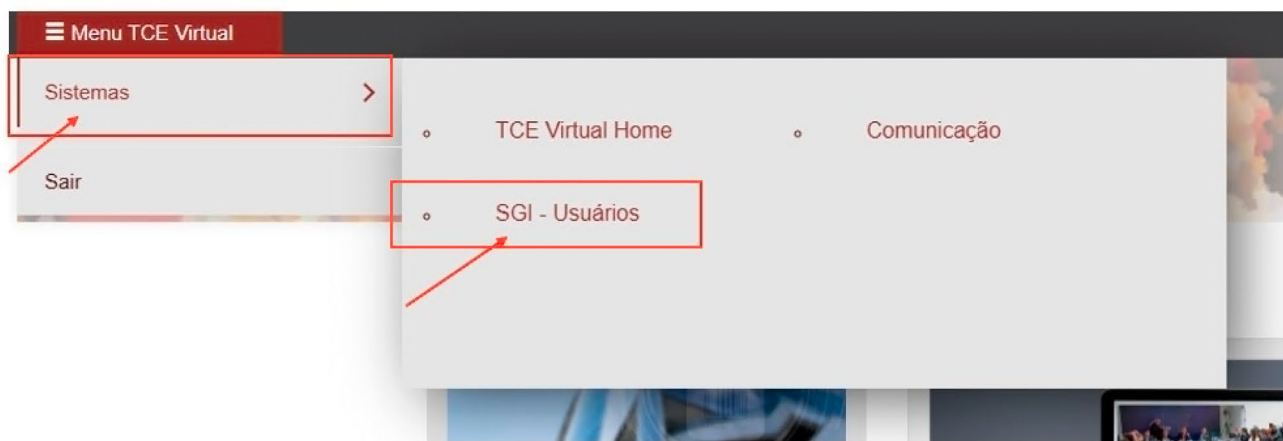 Menu TCE Virtual
Sistemas
TCE Virtual Home
Comunicação
Sair
SGI - Usuários